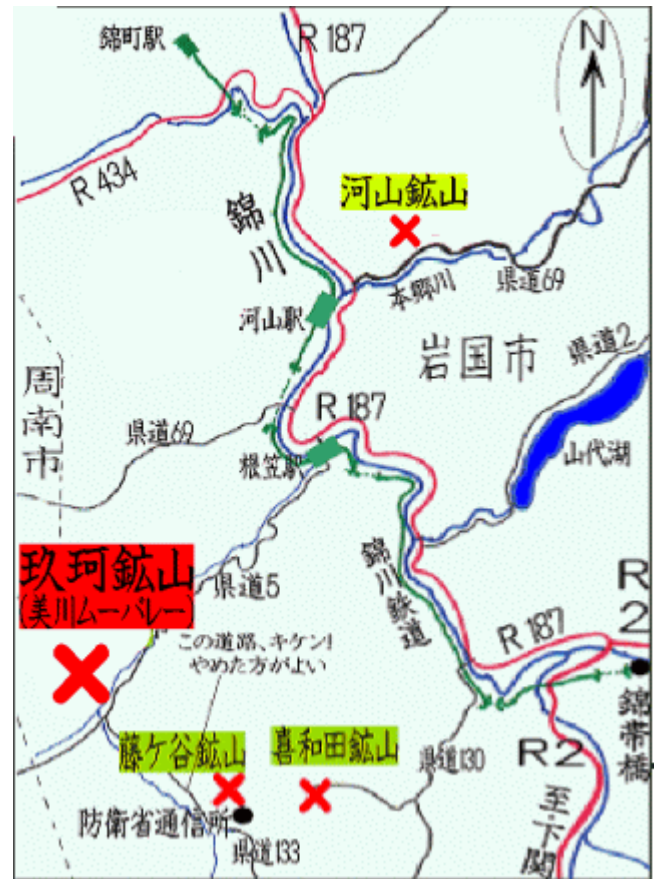 錦町駅
R 187
N
R 434
河山鉱山
錦川
本郷川
県道69
河山駅
岩国市
県道2
周南市
R 187
県道69
根笠駅
山代湖
玖珂鉱山
(美川ムーバレー)
県道5
錦川鉄道
R 2
この道路、キケン!
やめた方がよい
R 187
錦帯橋
藤ケ谷鉱山
喜和田鉱山
県道130
R 2
防衛省通信所
至.下関
県道133